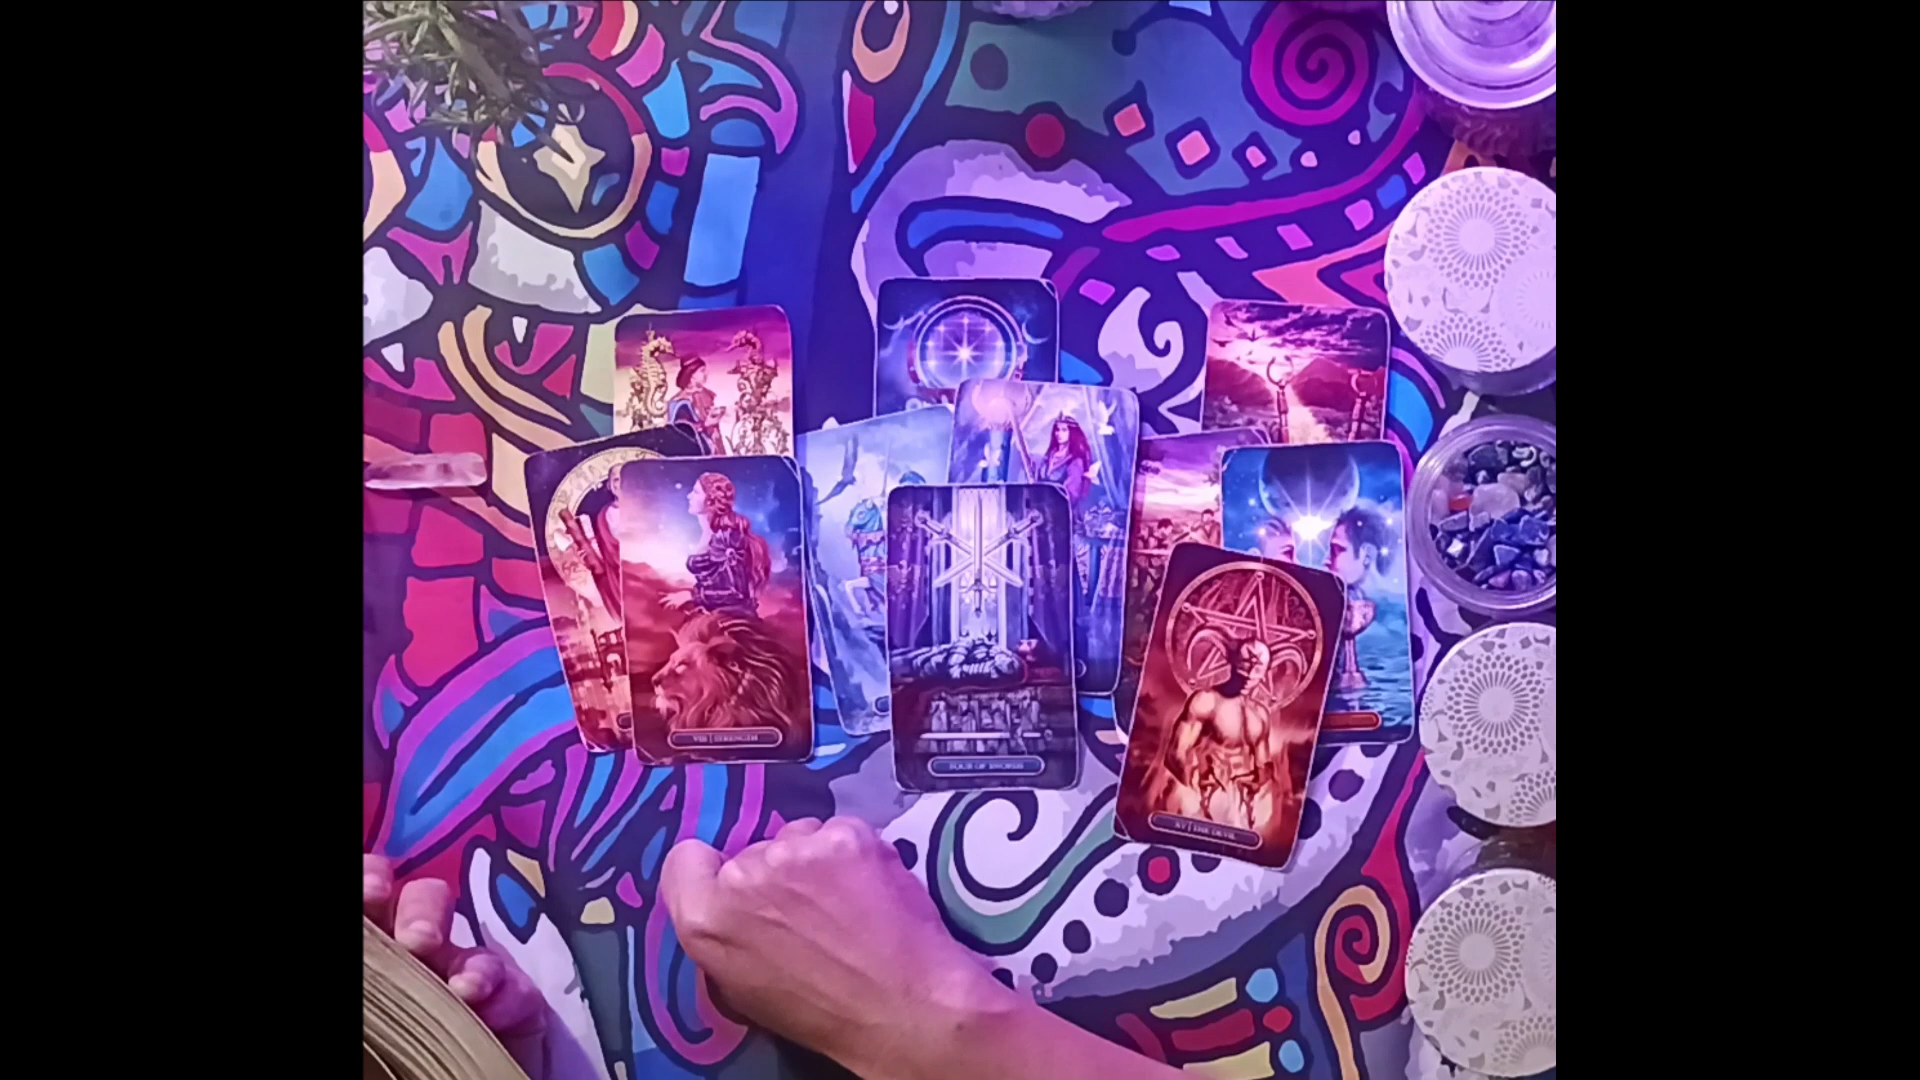 VIII | STRENGTH
FOUR OF SWORDS
XV | THE DEVIL